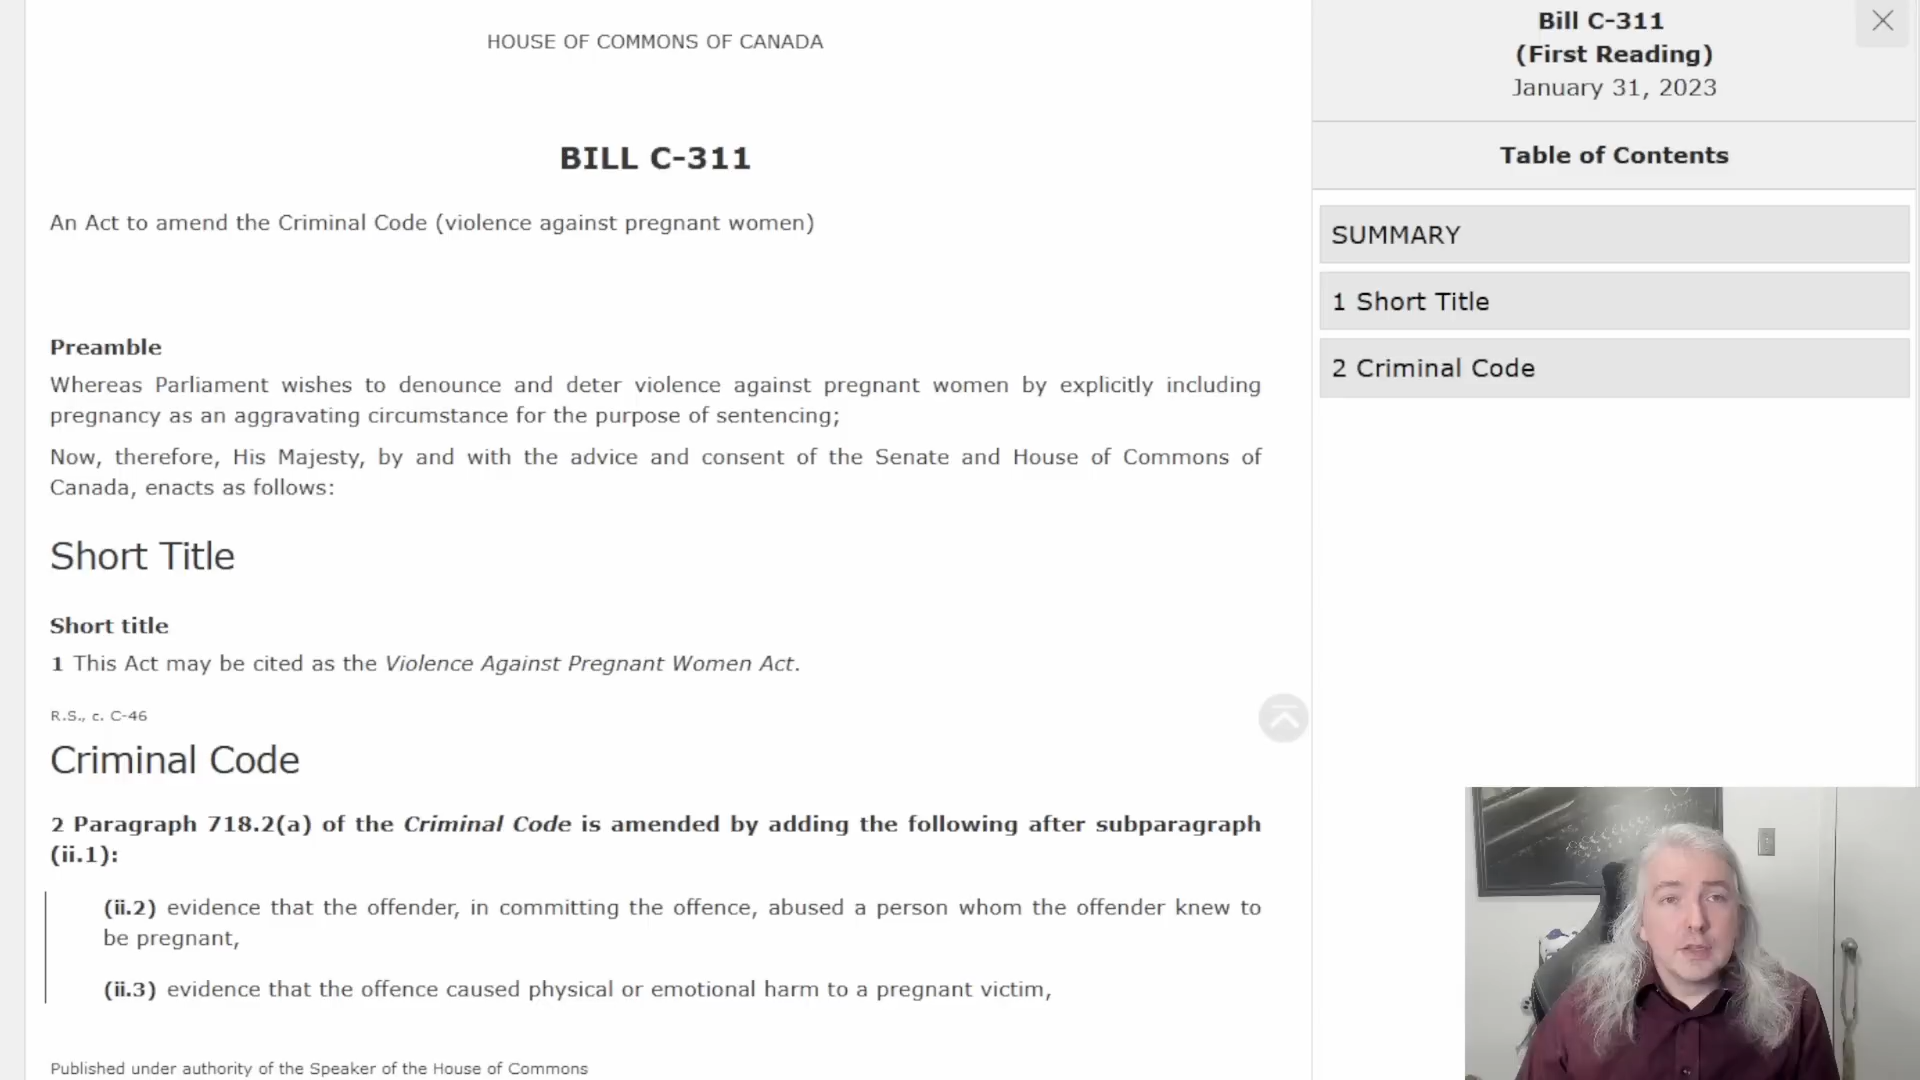 HOUSE OF COMMONS OF CANADA
BILL C-311
An Act to amend the Criminal Code (violence against pregnant women)
Preamble
Whereas Parliament wishes to denounce and deter violence against pregnant women by explicitly including
pregnancy as an aggravating circumstance for the purpose of sentencing;
Now, therefore, His Majesty, by and with the advice and consent of the Senate and House of Commons of
Canada, enacts as follows:
Short Title
Short title
1 This Act may be cited as the Violence Against Pregnant Women Act.
R.S., c. C-46
Criminal Code
2 Paragraph 718.2(a) of the Criminal Code is amended by adding the following after subparagraph
(ii.1):
(ii.2) evidence that the offender, in committing the offence, abused a person whom the offender knew to
be pregnant,
(ii.3) evidence that the offence caused physical or emotional harm to a pregnant victim,
Published under authority of the Speaker of the House of Commons
Bill C-311
(First Reading)
January 31, 2023
Table of Contents
SUMMARY
1 Short Title
2 Criminal Code